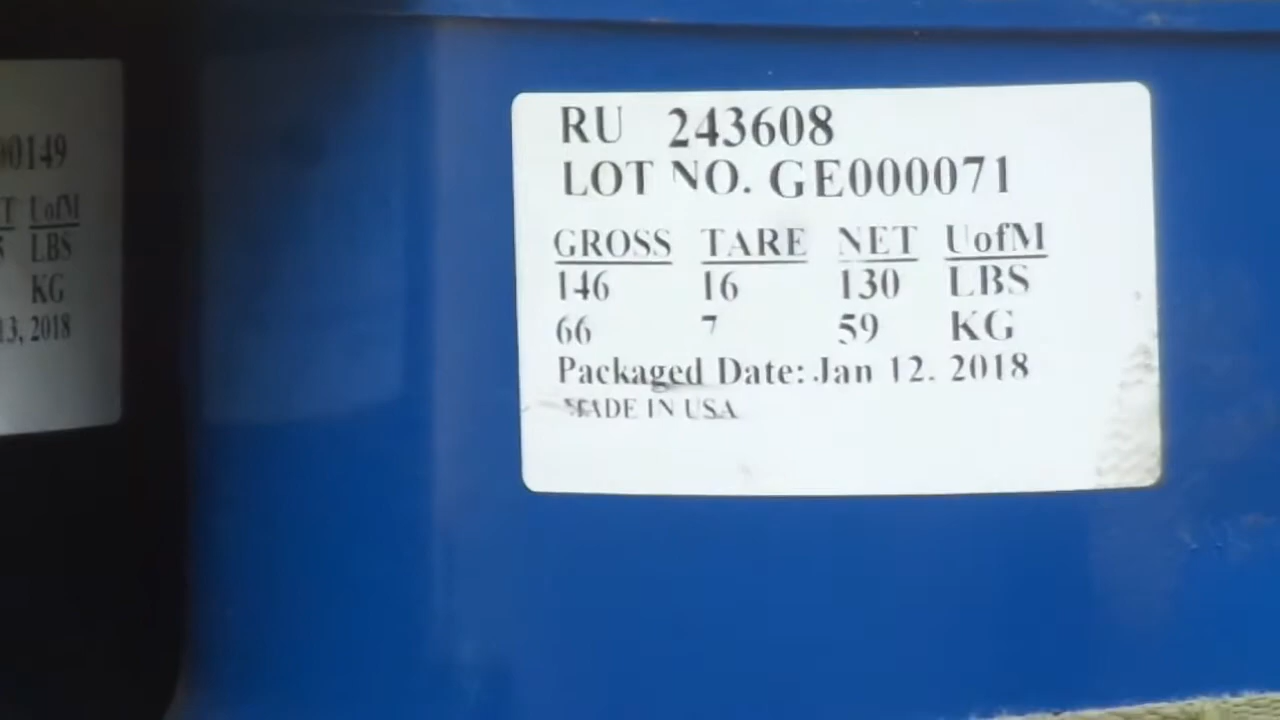 RU 243608
LOT NO. GE000071
GROSS TARE NET UofM
146 16 130 LBS
66 7 59 KG
Packaged Date: Jan 12. 2018
MADE IN USA
00149
T UofM
LBS
KG
13, 2018